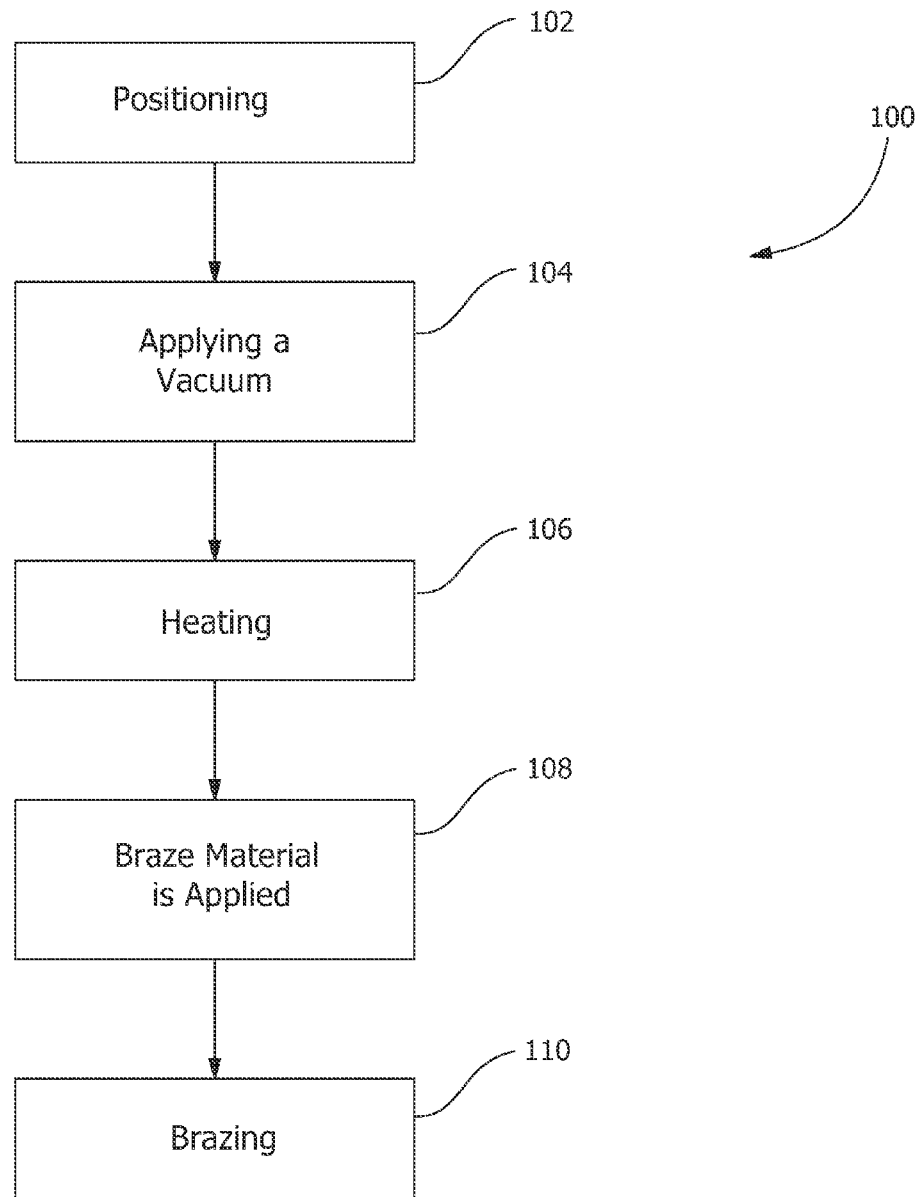 102
Positioning
100
104
Applying a
Vacuum
106
Heating
108
Braze Material
is Applied
110
Brazing